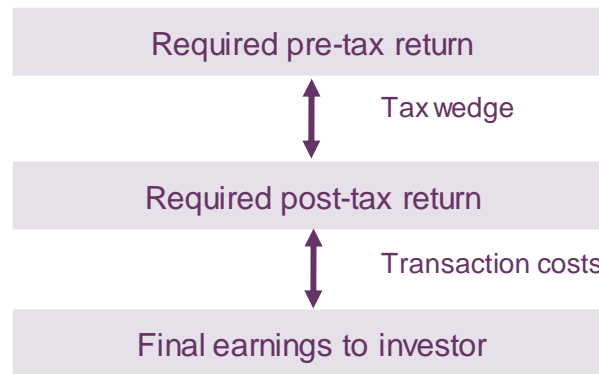 Required pre-tax return
Tax wedge
Required post-tax return
Transaction costs
Final earnings to investor